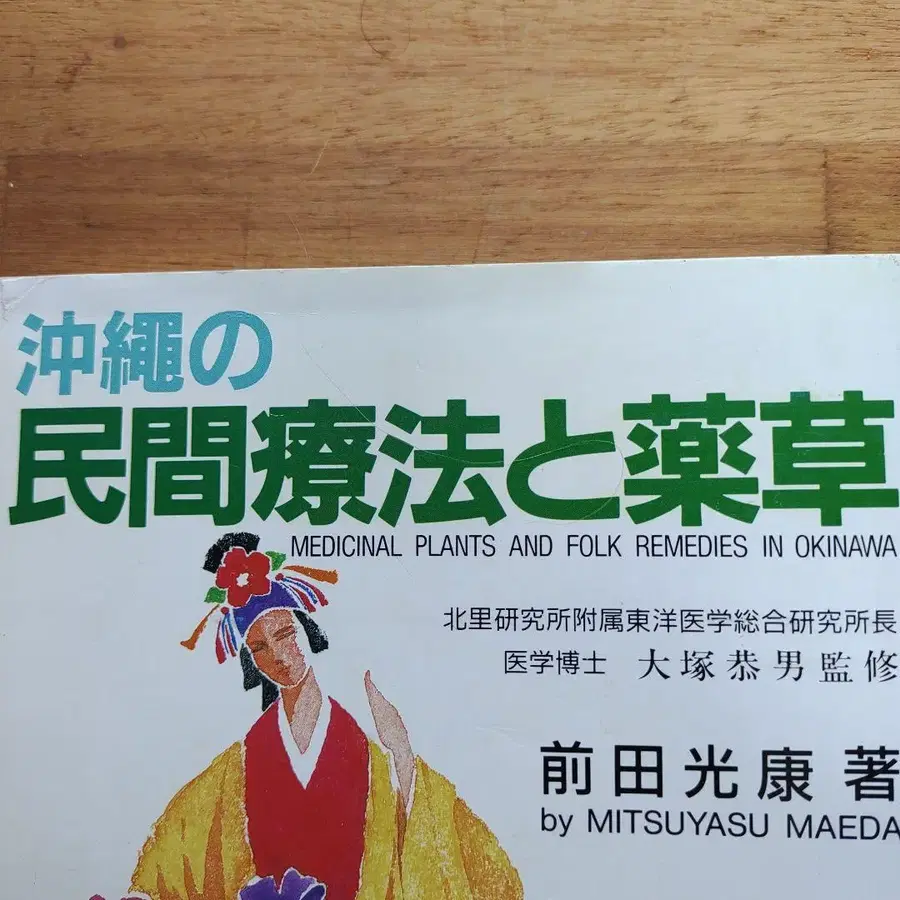 沖縄の
民間療法と薬草
MEDICINAL PLANTS AND FOLK REMEDIES IN OKINAWA
北里研究所附属東洋医学総合研究所長
医学博士 大塚恭男監修
前田光康 著
by MITSUYASU MAEDA